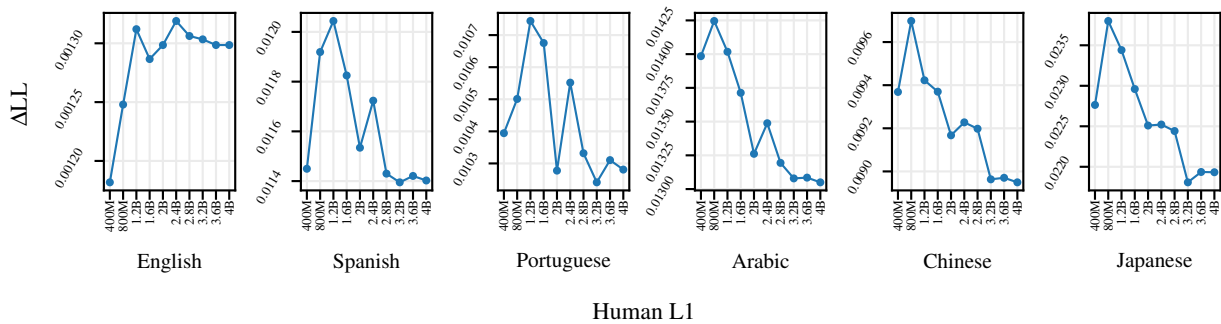 ΔLL
0.00130
0.00125
0.00120
400M
800M
1.2B
1.6B
2B
2.4B
2.8B
3.2B
3.6B
4B
English
0.0120
0.0118
0.0116
0.0114
400M
800M
1.2B
1.6B
2B
2.4B
2.8B
3.2B
3.6B
4B
Spanish
0.0107
0.0106
0.0105
0.0104
0.0103
400M
800M
1.2B
1.6B
2B
2.4B
2.8B
3.2B
3.6B
4B
Portuguese
0.01425
0.01400
0.01375
0.01350
0.01325
0.01300
400M
800M
1.2B
1.6B
2B
2.4B
2.8B
3.2B
3.6B
4B
Arabic
0.0096
0.0094
0.0092
0.0090
400M
800M
1.2B
1.6B
2B
2.4B
2.8B
3.2B
3.6B
4B
Chinese
0.0235
0.0230
0.0225
0.0220
400M
800M
1.2B
1.6B
2B
2.4B
2.8B
3.2B
3.6B
4B
Japanese
Human L1